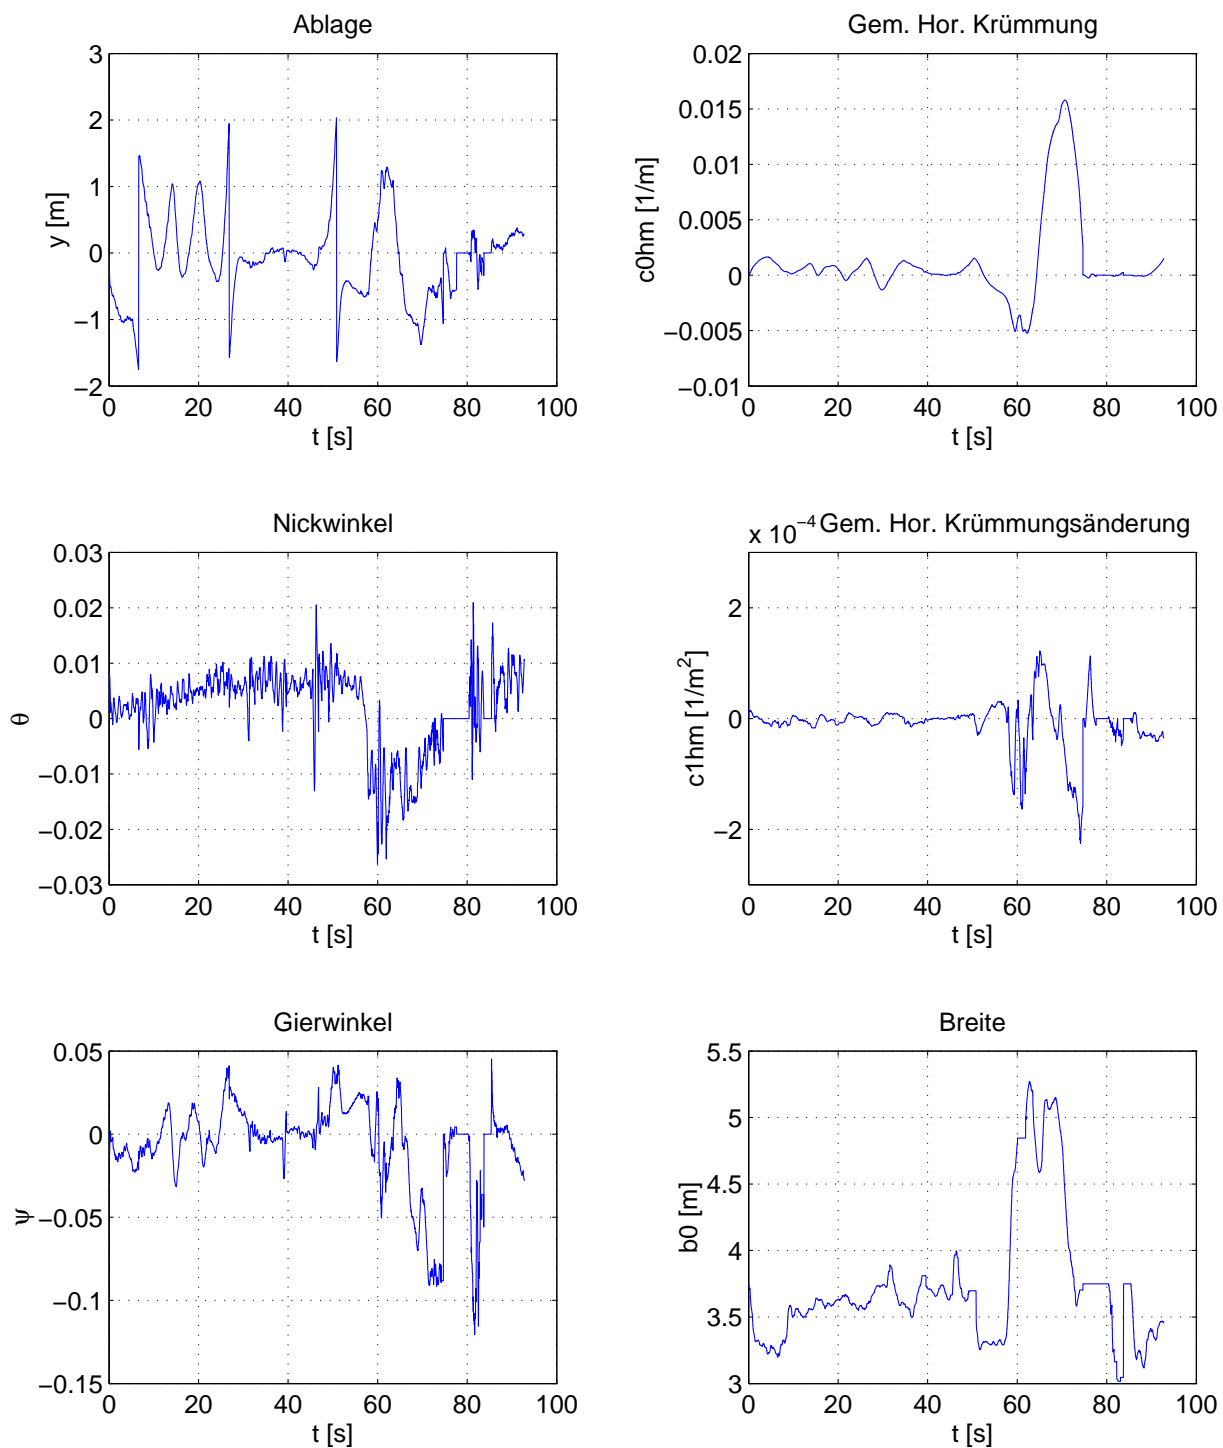 Ablage
3
2
1
0
−1
−2
y [m]
0 20 40 60 80 100
t [s]
Gem. Hor. Krümmung
0.02
0.015
0.01
0.005
0
−0.005
−0.01
c0hm [1/m]
0 20 40 60 80 100
t [s]
Nickwinkel
0.03
0.02
0.01
0
−0.01
−0.02
−0.03
θ
0 20 40 60 80 100
t [s]
x 10⁻⁴ Gem. Hor. Krümmungsänderung
2
0
−2
c1hm [1/m²]
0 20 40 60 80 100
t [s]
Gierwinkel
0.05
0
−0.05
−0.1
−0.15
ψ
0 20 40 60 80 100
t [s]
Breite
5.5
5
4.5
4
3.5
3
b0 [m]
0 20 40 60 80 100
t [s]